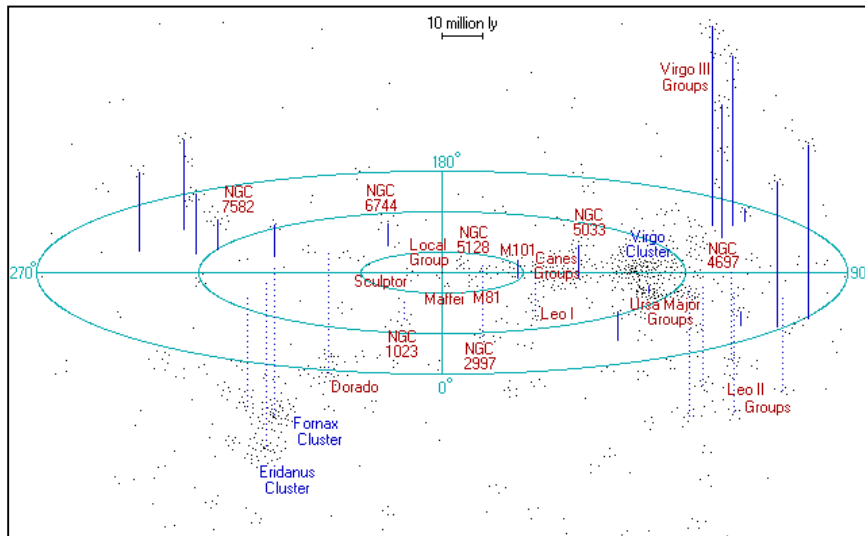 10 million ly
Virgo III
Groups
180°
NGC
7582
NGC
6744
NGC
5128
NGC
5033
Virgo
Cluster
NGC
4697
Local
Group
M101
Canes
Groups
270°
90
Sculptor
Maffei
M81
Leo I
Ursa Major
Groups
NGC
1023
NGC
2997
0°
Dorado
Leo II
Groups
Fornax
Cluster
Eridanus
Cluster